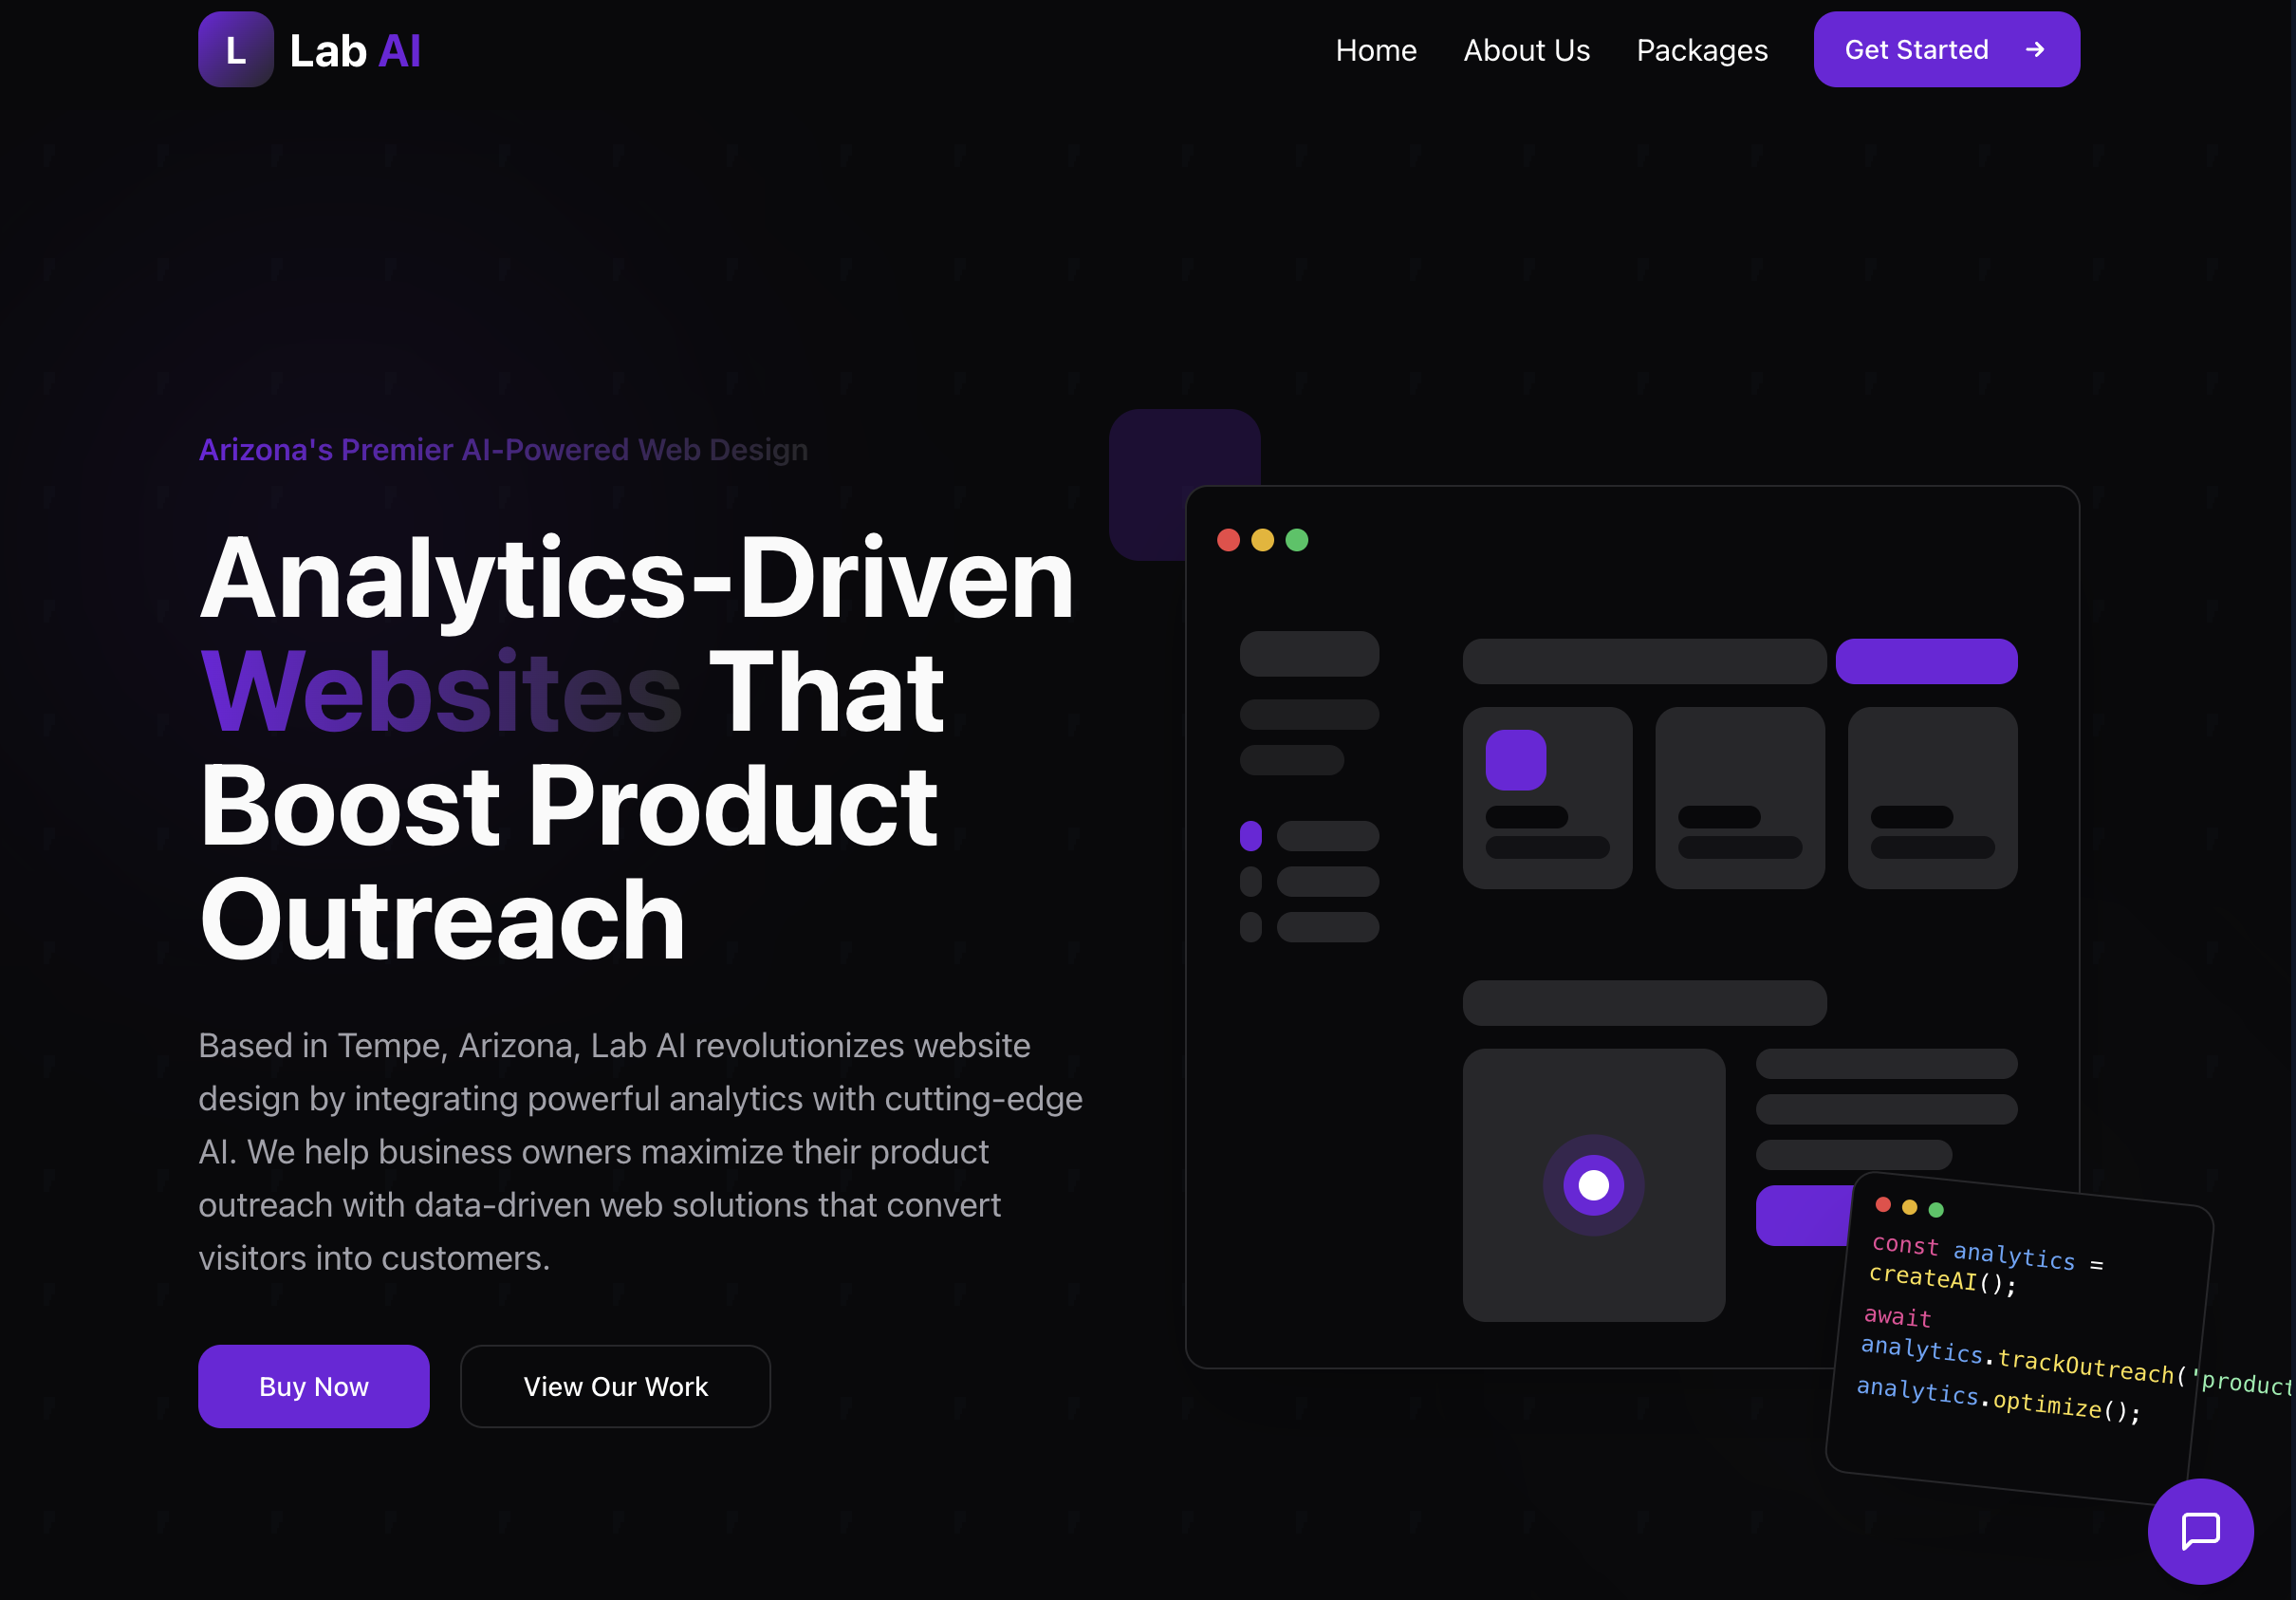 L
Lab AI
Home
About Us
Packages
Get Started
Arizona's Premier AI-Powered Web Design
Analytics-Driven
Websites That
Boost Product
Outreach
Based in Tempe, Arizona, Lab AI revolutionizes website
design by integrating powerful analytics with cutting-edge
AI. We help business owners maximize their product
outreach with data-driven web solutions that convert
visitors into customers.
Buy Now
View Our Work
const analytics =
createAI();
await
analytics.trackOutreach('product
analytics.optimize();